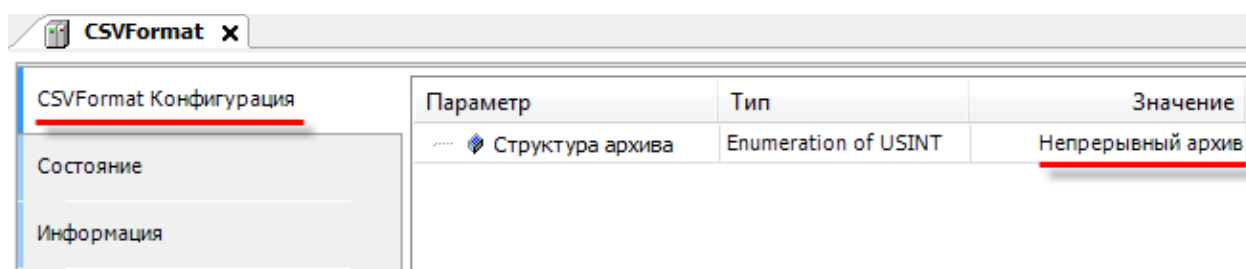 CSVFormat x
CSVFormat Конфигурация
Параметр Тип Значение
Структура архива Enumeration of USINT Непрерывный архив
Состояние
Информация